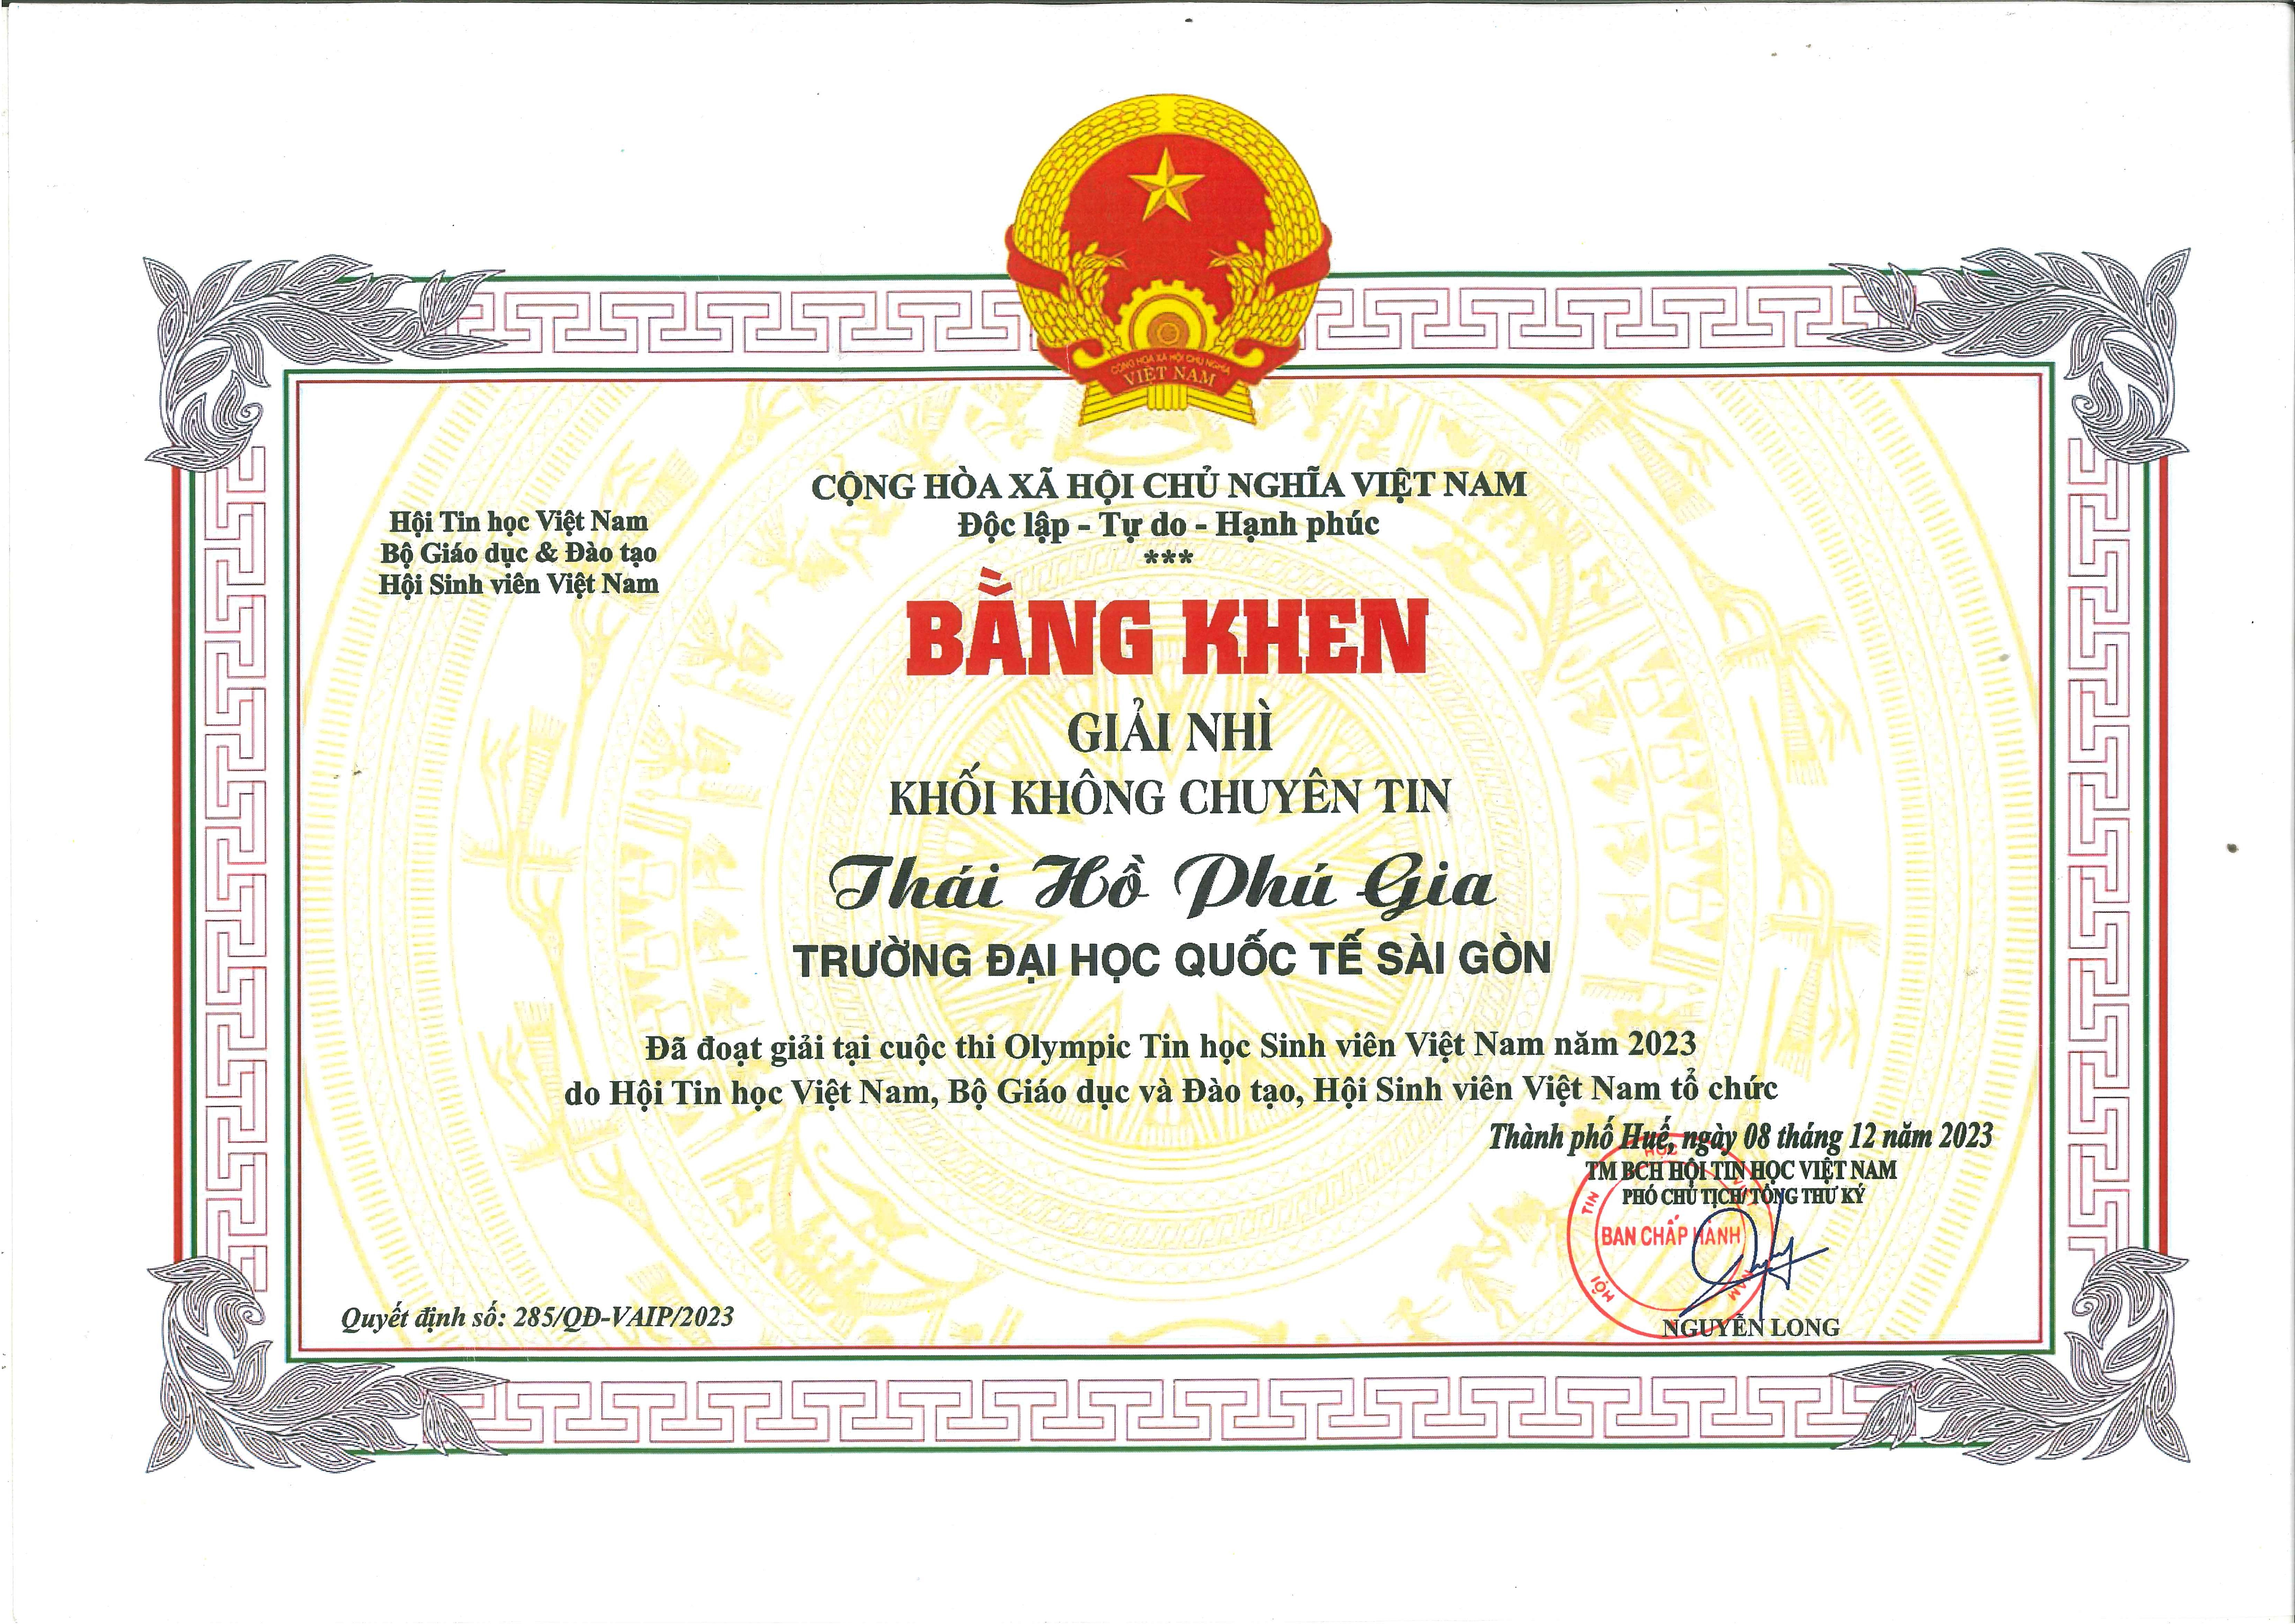 CỘNG HÒA XÃ HỘI CHỦ NGHĨA
VIỆT NAM
CỘNG HÒA XÃ HỘI CHỦ NGHĨA VIỆT NAM
Độc lập - Tự do - Hạnh phúc
***
Hội Tin học Việt Nam
Bộ Giáo dục & Đào tạo
Hội Sinh viên Việt Nam
BẰNG KHEN
GIẢI NHÌ
KHỐI KHÔNG CHUYÊN TIN
Thái Hồ Phú Gia
TRƯỜNG ĐẠI HỌC QUỐC TẾ SÀI GÒN
Đã đoạt giải tại cuộc thi Olympic Tin học Sinh viên Việt Nam năm 2023
do Hội Tin học Việt Nam, Bộ Giáo dục và Đào tạo, Hội Sinh viên Việt Nam tổ chức
Thành phố Huế, ngày 08 tháng 12 năm 2023
TM BCH HỘI TIN HỌC VIỆT NAM
PHÓ CHỦ TỊCH/TỔNG THƯ KÝ
HỘI TIN HỌC VIỆT NAM
BAN CHẤP HÀNH
NGUYỄN LONG
Quyết định số: 285/QĐ-VAIP/2023